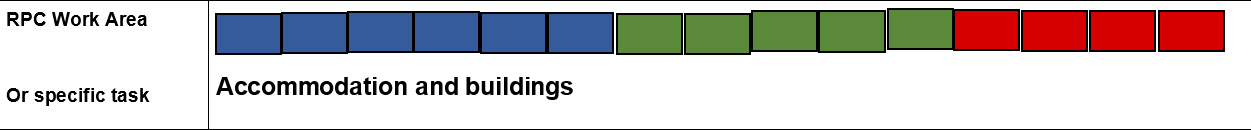 RPC Work Area
Or specific task
Accommodation and buildings